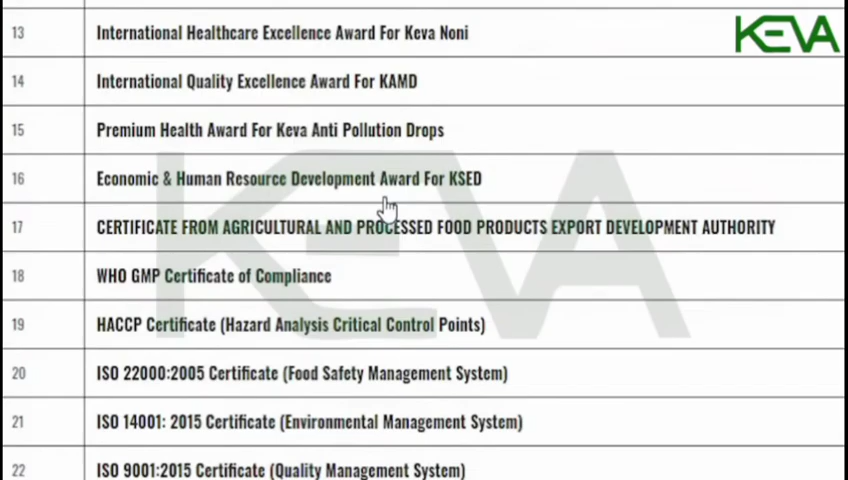 KEVA
13 International Healthcare Excellence Award For Keva Noni
14 International Quality Excellence Award For KAMD
15 Premium Health Award For Keva Anti Pollution Drops
16 Economic & Human Resource Development Award For KSED
17 CERTIFICATE FROM AGRICULTURAL AND PROCESSED FOOD PRODUCTS EXPORT DEVELOPMENT AUTHORITY
18 WHO GMP Certificate of Compliance
19 HACCP Certificate (Hazard Analysis Critical Control Points)
20 ISO 22000:2005 Certificate (Food Safety Management System)
21 ISO 14001: 2015 Certificate (Environmental Management System)
22 ISO 9001:2015 Certificate (Quality Management System)
KEVA